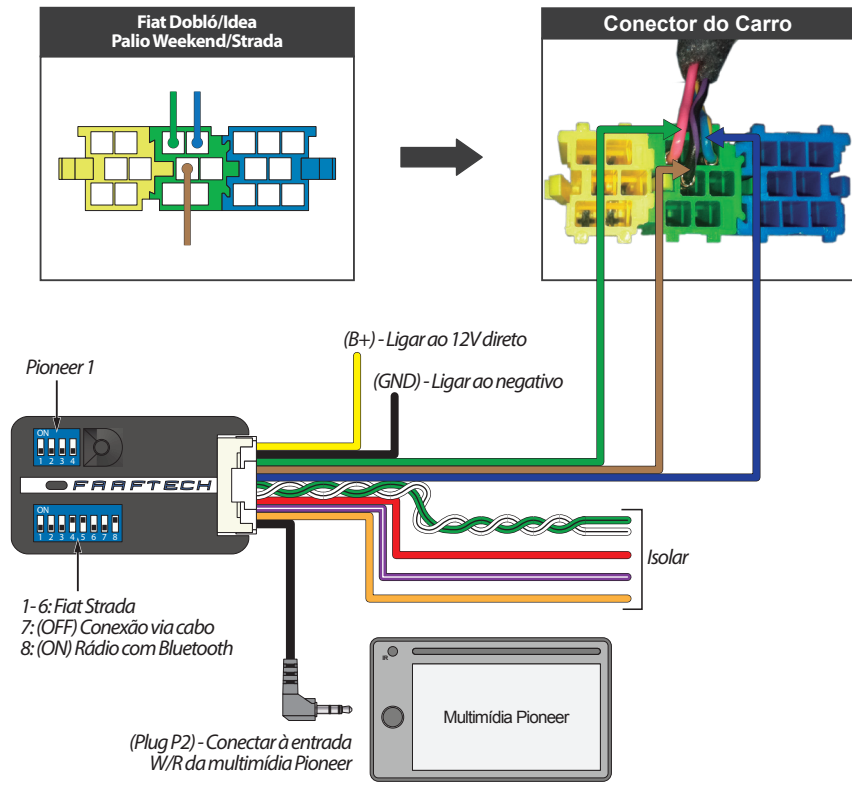 Fiat Dobló/Idea
Palio Weekend/Strada
Conector do Carro
(B+) - Ligar ao 12V direto
(GND) - Ligar ao negativo
Pioneer 1
ON
1 2 3 4
FAAFTECH
ON
1 2 3 4 5 6 7 8
Isolar
1- 6: Fiat Strada
7: (OFF) Conexão via cabo
8: (ON) Rádio com Bluetooth
IR
Multimídia Pioneer
(Plug P2) - Conectar à entrada
W/R da multimídia Pioneer